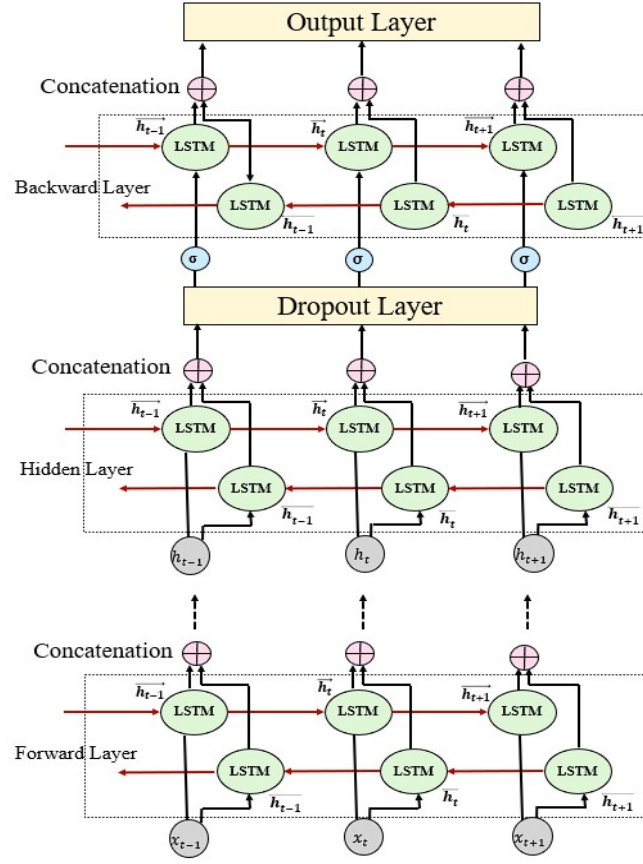 Output Layer
Concatenation
h_{t-1} h_t h_{t+1}
LSTM LSTM LSTM
Backward Layer LSTM LSTM LSTM
h_{t-1} h_t h_{t+1}
σ σ σ
Dropout Layer
Concatenation
h_{t-1} h_t h_{t+1}
LSTM LSTM LSTM
Hidden Layer LSTM LSTM LSTM
h_{t-1} h_t h_{t+1}
h_{t-1} h_t h_{t+1}
Concatenation
h_{t-1} h_t h_{t+1}
LSTM LSTM LSTM
Forward Layer LSTM LSTM LSTM
h_{t-1} h_t h_{t+1}
x_{t-1} x_t x_{t+1}